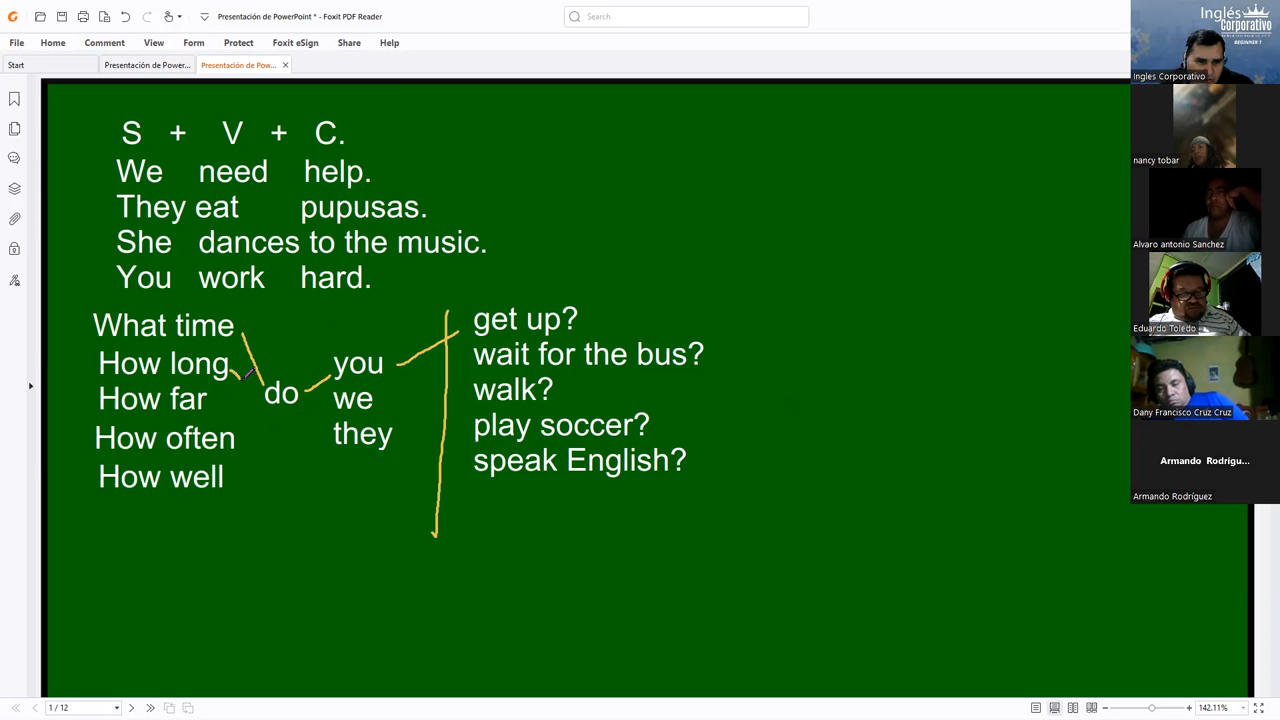 Presentación de PowerPoint * - Foxit PDF Reader
Search
File Home Comment View Form Protect Foxit eSign Share Help
Start
Presentación de Power...
Presentación de Pow...
S + V + C.
We need help.
They eat pupusas.
She dances to the music.
You work hard.
What time
How long
How far
How often
How well
do
you
we
they
get up?
wait for the bus?
walk?
play soccer?
speak English?
Inglés
Corporativo
BEGINNER 1
Ingles Corporativo
nancy tobar
Alvaro antonio Sanchez
Eduardo Toledo
Dany Francisco Cruz Cruz
Armando Rodrígu...
Armando Rodríguez
1 / 12
142.11%